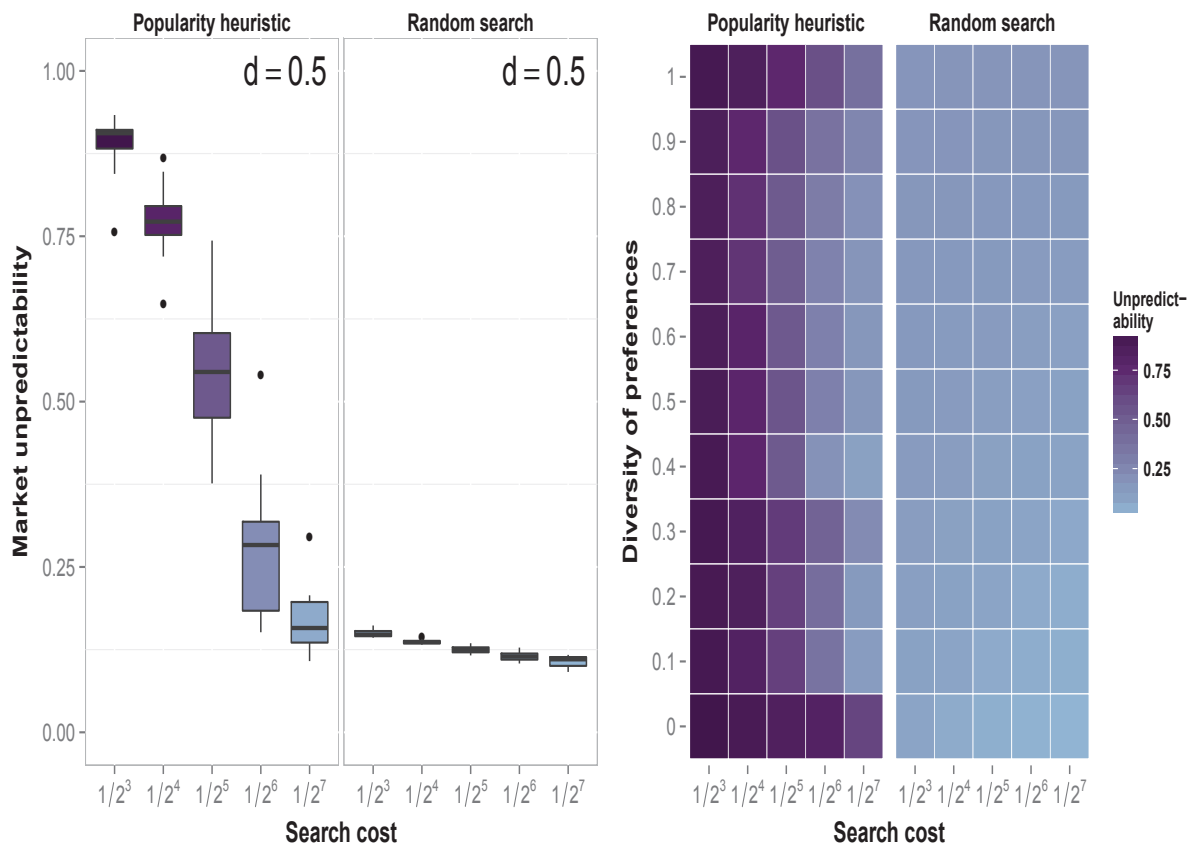 Popularity heuristic
Random search
Popularity heuristic
Random search
d = 0.5
d = 0.5
Market unpredictability
1.00
0.75
0.50
0.25
0.00
1/2³ 1/2⁴ 1/2⁵ 1/2⁶ 1/2⁷
1/2³ 1/2⁴ 1/2⁵ 1/2⁶ 1/2⁷
Search cost
Diversity of preferences
1
0.9
0.8
0.7
0.6
0.5
0.4
0.3
0.2
0.1
0
1/2³ 1/2⁴ 1/2⁵ 1/2⁶ 1/2⁷
1/2³ 1/2⁴ 1/2⁵ 1/2⁶ 1/2⁷
Search cost
Unpredict-
ability
0.75
0.50
0.25